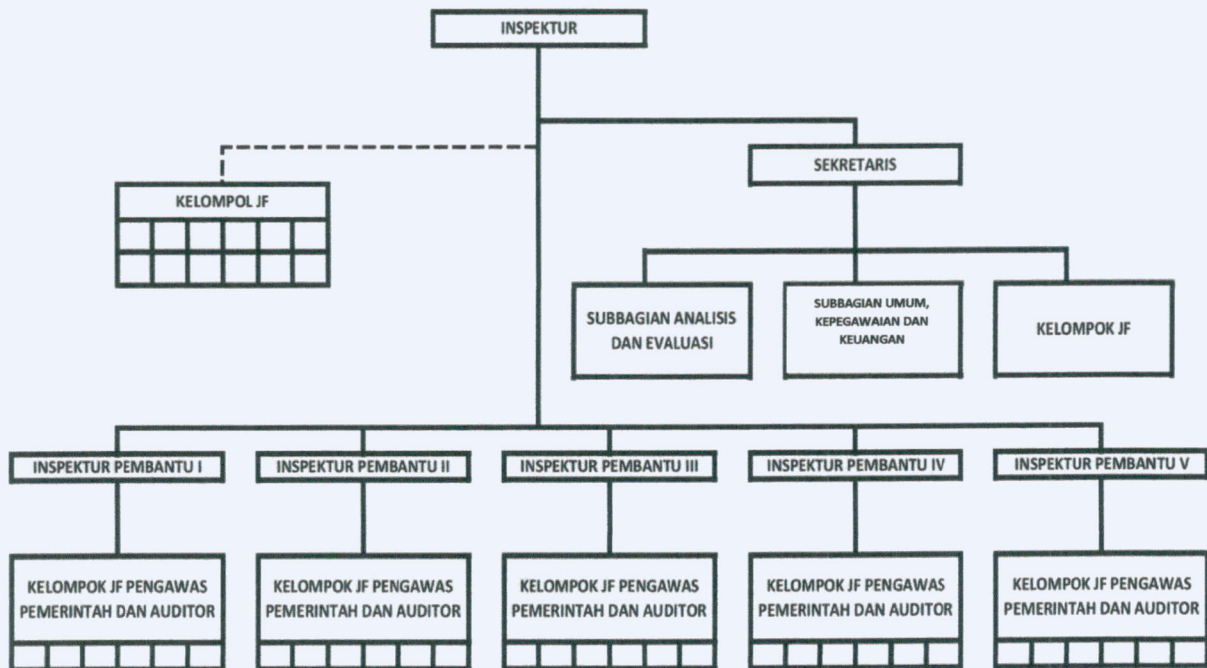 INSPEKTUR
SEKRETARIS
KELOMPOL JF
SUBBAGIAN ANALISIS
DAN EVALUASI
SUBBAGIAN UMUM,
KEPEGAWAIAN DAN
KEUANGAN
KELOMPOK JF
INSPEKTUR PEMBANTU I
INSPEKTUR PEMBANTU II
INSPEKTUR PEMBANTU III
INSPEKTUR PEMBANTU IV
INSPEKTUR PEMBANTU V
KELOMPOK JF PENGAWAS
PEMERINTAH DAN AUDITOR
KELOMPOK JF PENGAWAS
PEMERINTAH DAN AUDITOR
KELOMPOK JF PENGAWAS
PEMERINTAH DAN AUDITOR
KELOMPOK JF PENGAWAS
PEMERINTAH DAN AUDITOR
KELOMPOK JF PENGAWAS
PEMERINTAH DAN AUDITOR